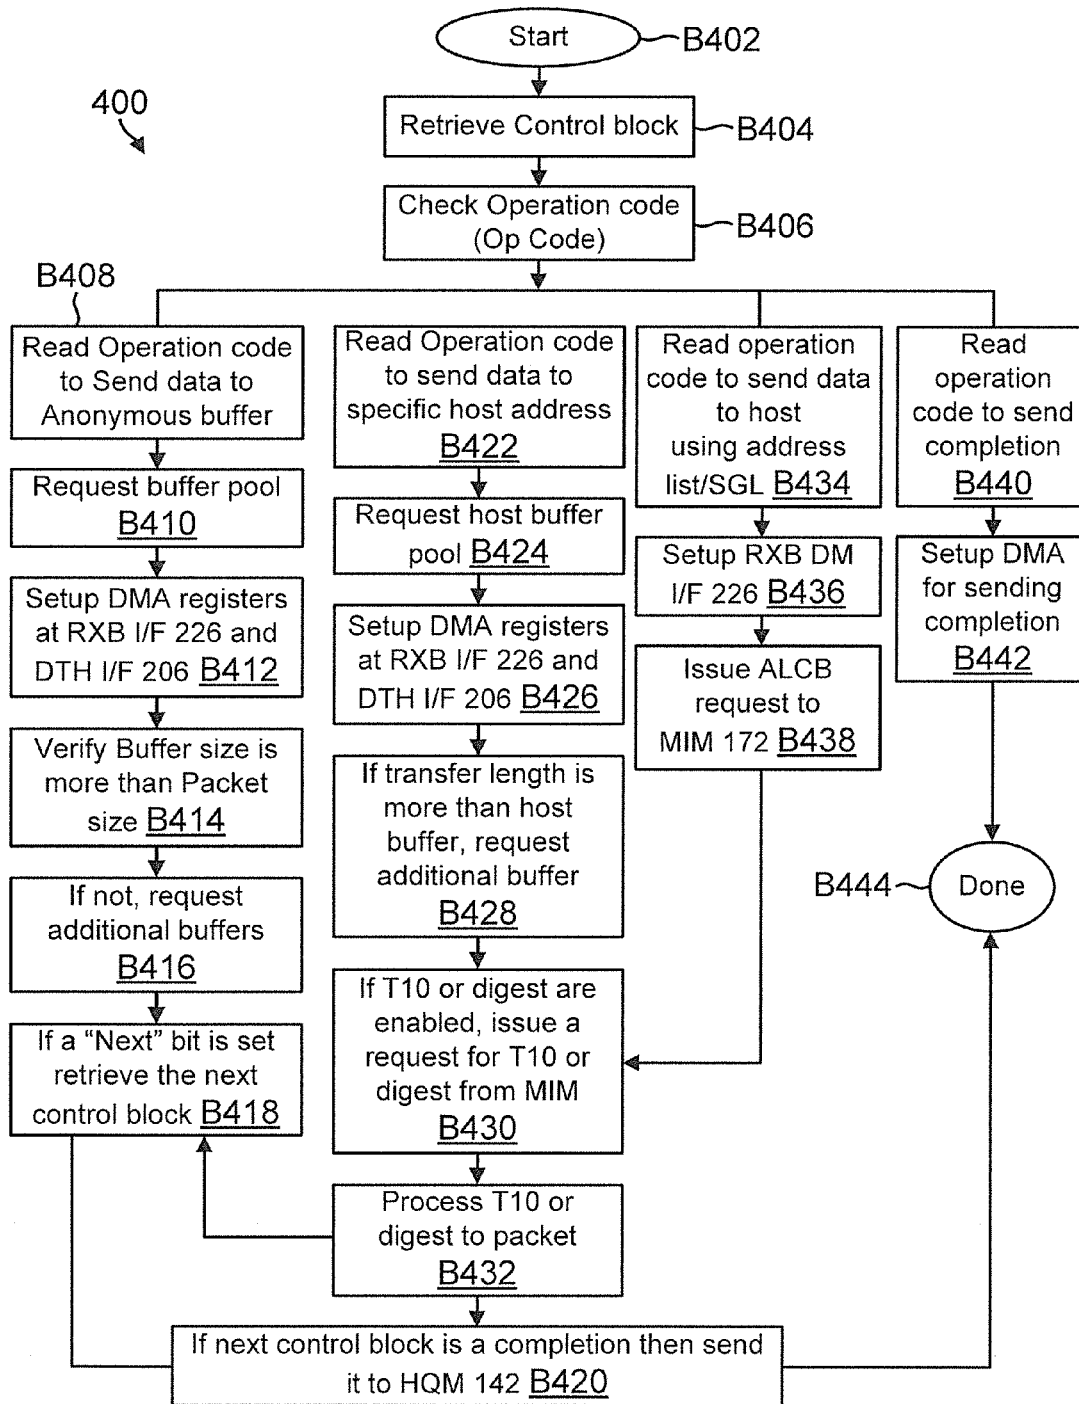 Start
B402
400
Retrieve Control block
B404
Check Operation code
(Op Code)
B406
B408
Read Operation code
to Send data to
Anonymous buffer
Request buffer pool
B410
Setup DMA registers
at RXB I/F 226 and
DTH I/F 206 B412
Verify Buffer size is
more than Packet
size B414
If not, request
additional buffers
B416
If a “Next” bit is set
retrieve the next
control block B418
Read Operation code
to send data to
specific host address
B422
Request host buffer
pool B424
Setup DMA registers
at RXB I/F 226 and
DTH I/F 206 B426
If transfer length is
more than host
buffer, request
additional buffer
B428
If T10 or digest are
enabled, issue a
request for T10 or
digest from MIM
B430
Process T10 or
digest to packet
B432
Read operation
code to send data
to host
using address
list/SGL B434
Setup RXB DM
I/F 226 B436
Issue ALCB
request to
MIM 172 B438
Read
operation
code to send
completion
B440
Setup DMA
for sending
completion
B442
B444
Done
If next control block is a completion then send
it to HQM 142 B420